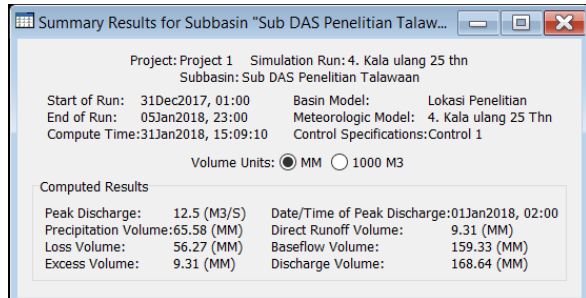 Summary Results for Subbasin "Sub DAS Penelitian Talaw...
Project: Project 1 Simulation Run: 4. Kala ulang 25 thn
Subbasin: Sub DAS Penelitian Talawaan
Start of Run: 31Dec2017, 01:00 Basin Model: Lokasi Penelitian
End of Run: 05Jan2018, 23:00 Meteorologic Model: 4. Kala ulang 25 Thn
Compute Time:31Jan2018, 15:09:10 Control Specifications:Control 1
Volume Units: MM 1000 M3
Computed Results
Peak Discharge: 12.5 (M3/S) Date/Time of Peak Discharge:01Jan2018, 02:00
Precipitation Volume:65.58 (MM) Direct Runoff Volume: 9.31 (MM)
Loss Volume: 56.27 (MM) Baseflow Volume: 159.33 (MM)
Excess Volume: 9.31 (MM) Discharge Volume: 168.64 (MM)